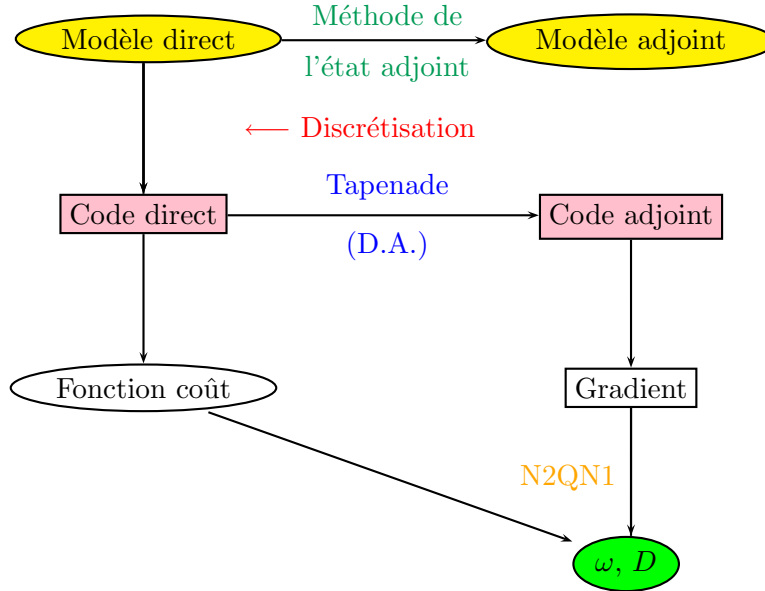 Modèle direct
Méthode de
l'état adjoint
Modèle adjoint
⟵ Discrétisation
Code direct
Tapenade
(D.A.)
Code adjoint
Fonction coût
Gradient
N2QN1
ω, D